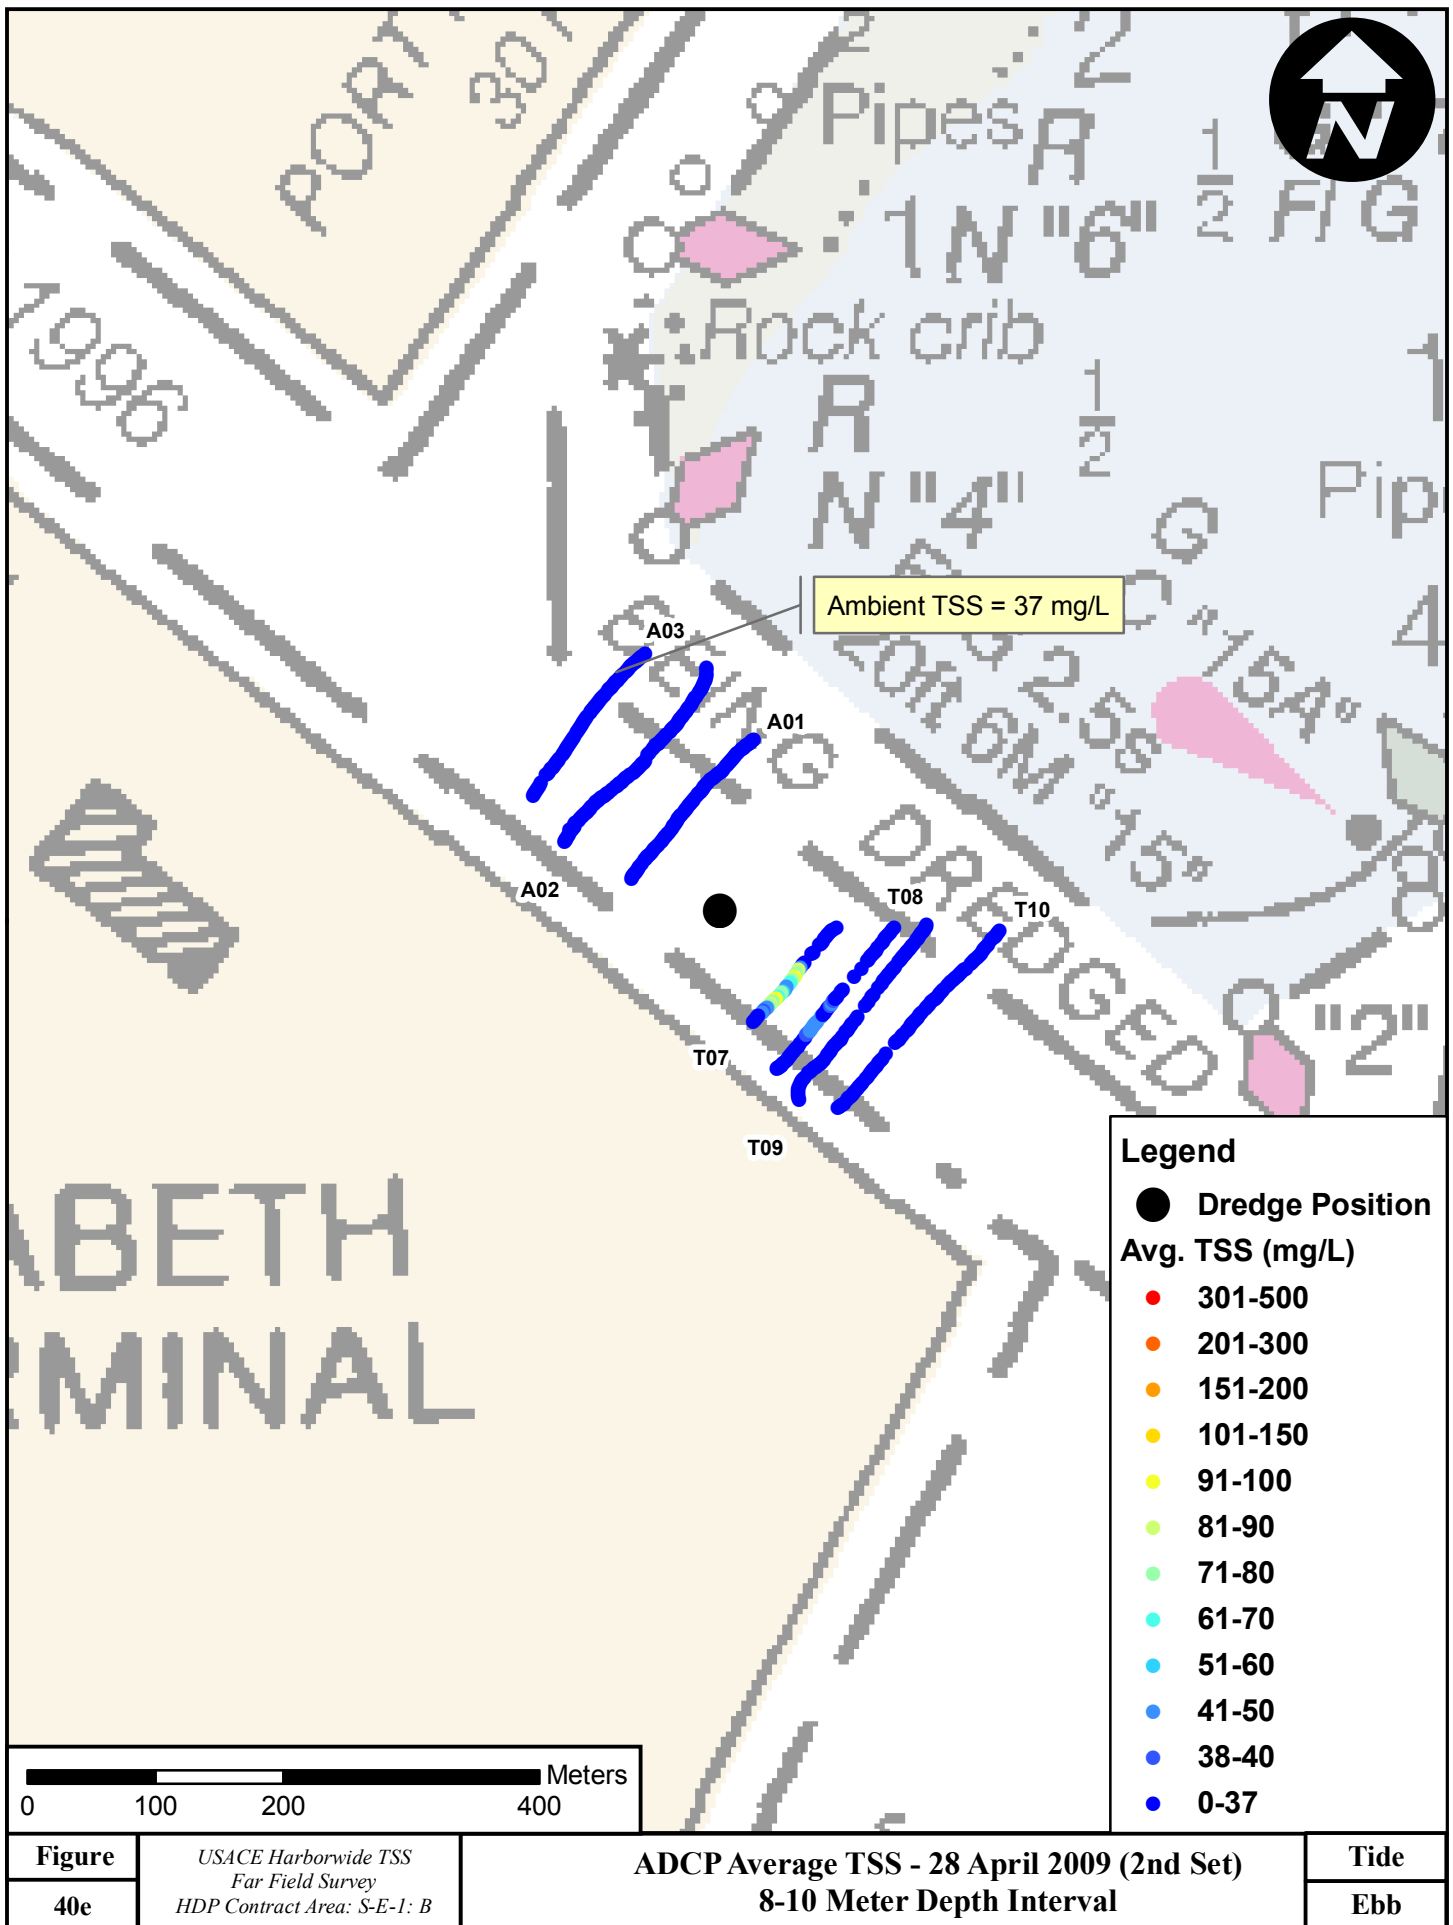 PORT
301
2
2
Pipes
R
1/2
F/G
1 N "6"
N
1996
Rock crib
R
1/2
1
N "4"
Pip
G
Ambient TSS = 37 mg/L
A03
"15A"
4
2.5s
20ft 6M "15"
A01
A02
DREDGED
T08
T10
8
"2"
T07
T09
ABETH
RMINAL
Legend
Dredge Position
Avg. TSS (mg/L)
301-500
201-300
151-200
101-150
91-100
81-90
71-80
61-70
51-60
41-50
38-40
0-37
Meters
0 100 200 400
Figure
40e
USACE Harborwide TSS
Far Field Survey
HDP Contract Area: S-E-1: B
ADCP Average TSS - 28 April 2009 (2nd Set)
8-10 Meter Depth Interval
Tide
Ebb